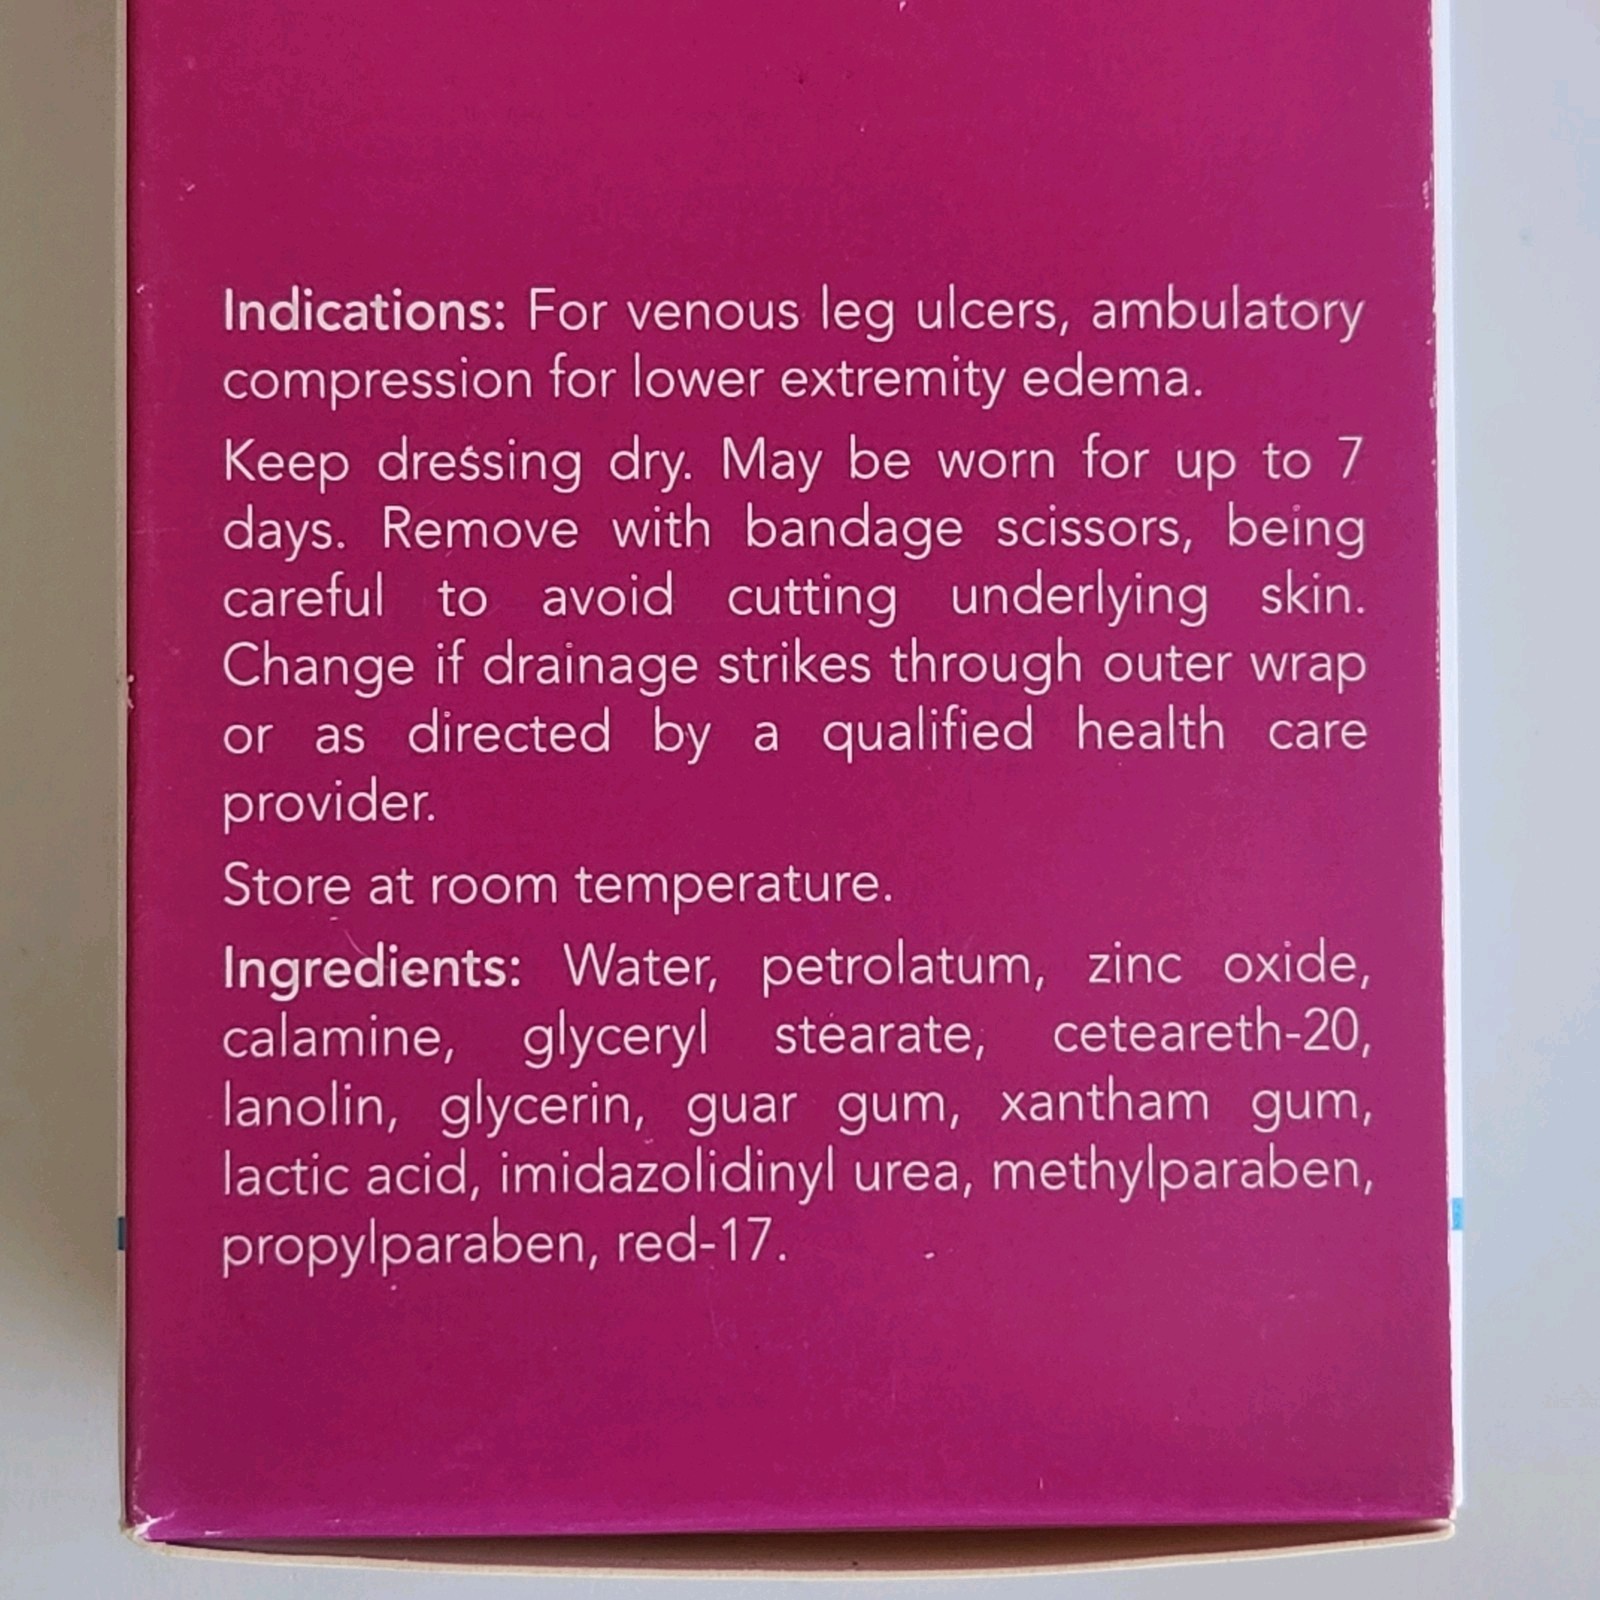 Indications: For venous leg ulcers, ambulatory
compression for lower extremity edema.
Keep dressing dry. May be worn for up to 7
days. Remove with bandage scissors, being
careful to avoid cutting underlying skin.
Change if drainage strikes through outer wrap
or as directed by a qualified health care
provider.
Store at room temperature.
Ingredients: Water, petrolatum, zinc oxide,
calamine, glyceryl stearate, ceteareth-20,
lanolin, glycerin, guar gum, xantham gum,
lactic acid, imidazolidinyl urea, methylparaben,
propylparaben, red-17.